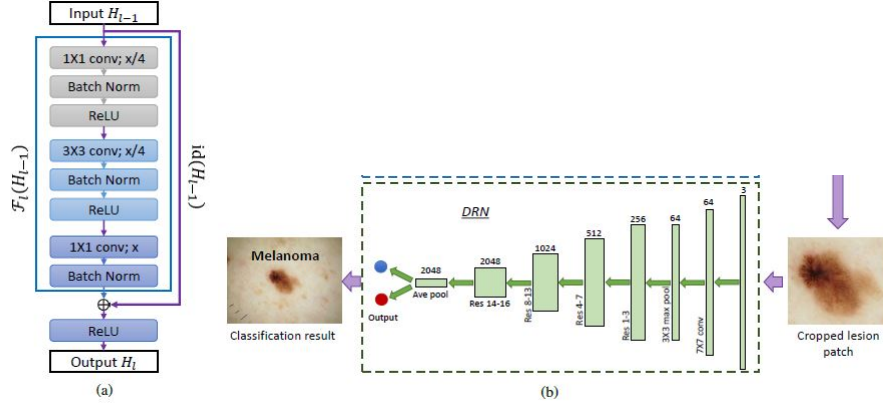 Input H_{l−1}
1X1 conv; x/4
Batch Norm
ReLU
3X3 conv; x/4
Batch Norm
ReLU
1X1 conv; x
Batch Norm
⊕
ReLU
Output H_l
ℱ_l(H_{l−1})
id(H_{l−1})
(a)
DRN
3
64
64
256
512
1024
2048
2048
7X7 conv
3X3 max pool
Res 1-3
Res 4-7
Res 8-13
Res 14-16
Ave pool
Output
Melanoma
Classification result
Cropped lesion
patch
(b)